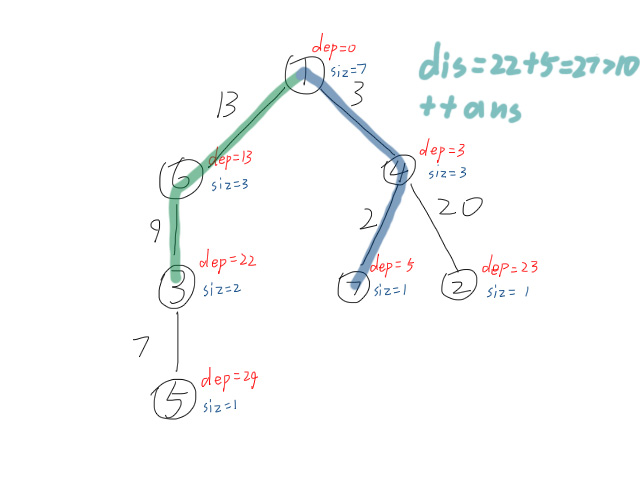 dep=0
dis=22+5=27>10
1
siz=7
13
3
++ans
dep=13
dep=3
6
siz=3
4
siz=3
9
2
20
dep=22
dep=5
dep=23
3
siz=2
7
siz=1
2
siz=1
7
dep=29
5
siz=1